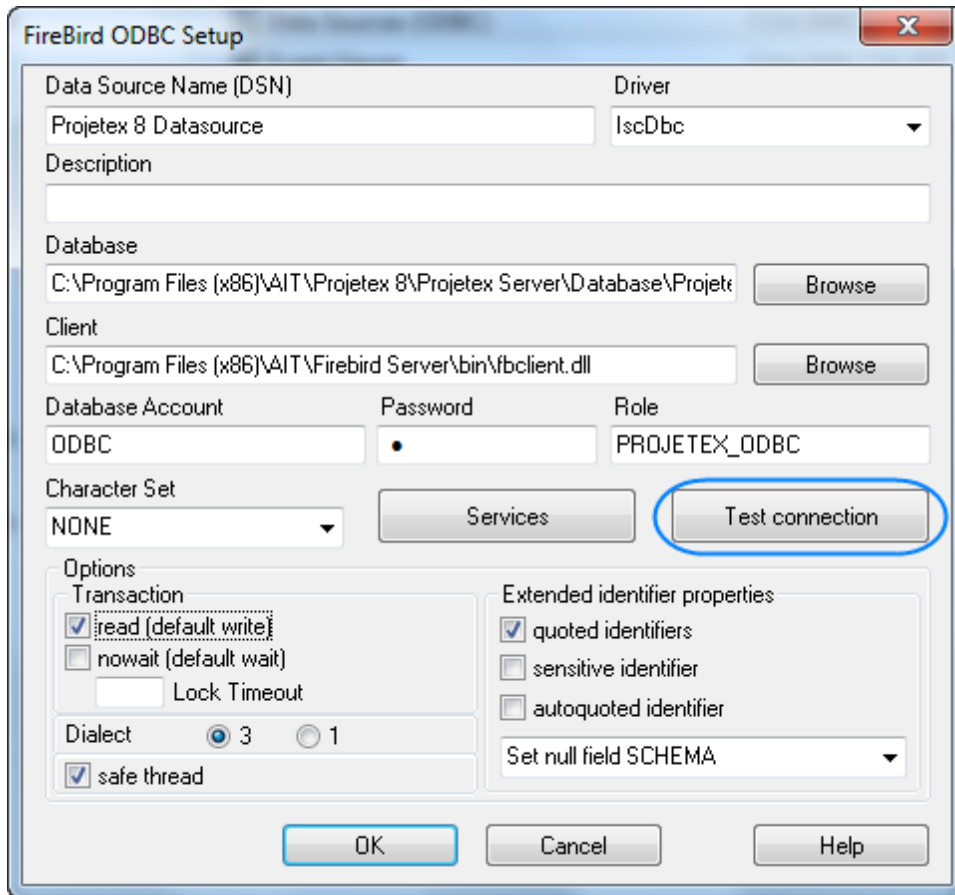 FireBird ODBC Setup
Data Source Name (DSN) Driver
Projetex 8 Datasource IscDbc
Description
Database
C:\Program Files (x86)\AIT\Projetex 8\Projetex Server\Database\Projete Browse
Client
C:\Program Files (x86)\AIT\Firebird Server\bin\fbclient.dll Browse
Database Account Password Role
ODBC ● PROJETEX_ODBC
Character Set
NONE Services Test connection
Options
Transaction Extended identifier properties
read (default write) quoted identifiers
nowait (default wait) sensitive identifier
Lock Timeout autoquoted identifier
Dialect 3 1 Set null field SCHEMA
safe thread
OK Cancel Help